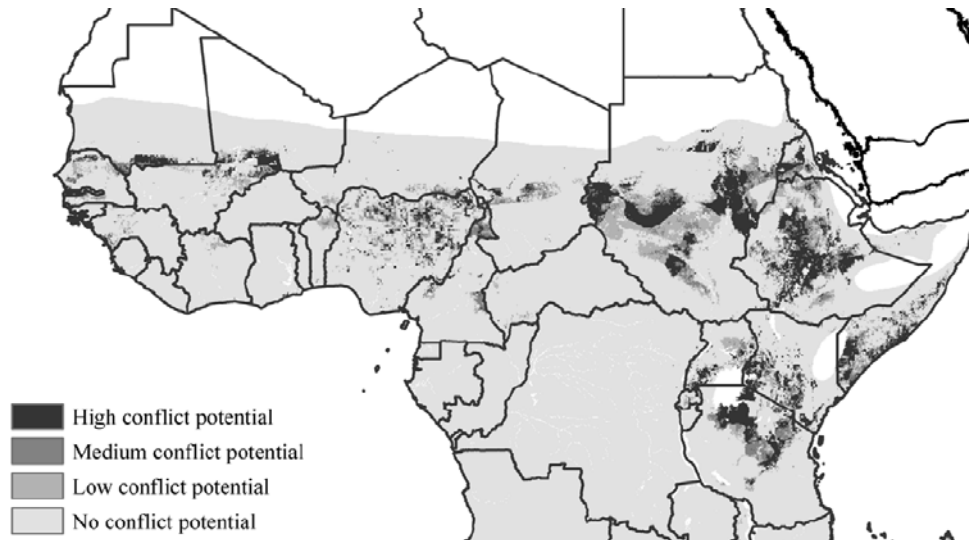 High conflict potential
Medium conflict potential
Low conflict potential
No conflict potential